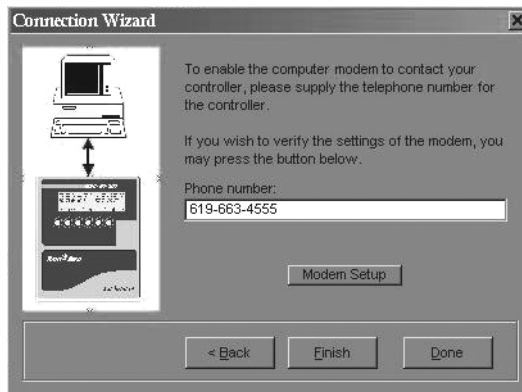 Connection Wizard
To enable the computer modem to contact your
controller, please supply the telephone number for
the controller.
If you wish to verify the settings of the modem, you
may press the button below.
Phone number:
619-663-4555
Modem Setup
< Back
Finish
Done